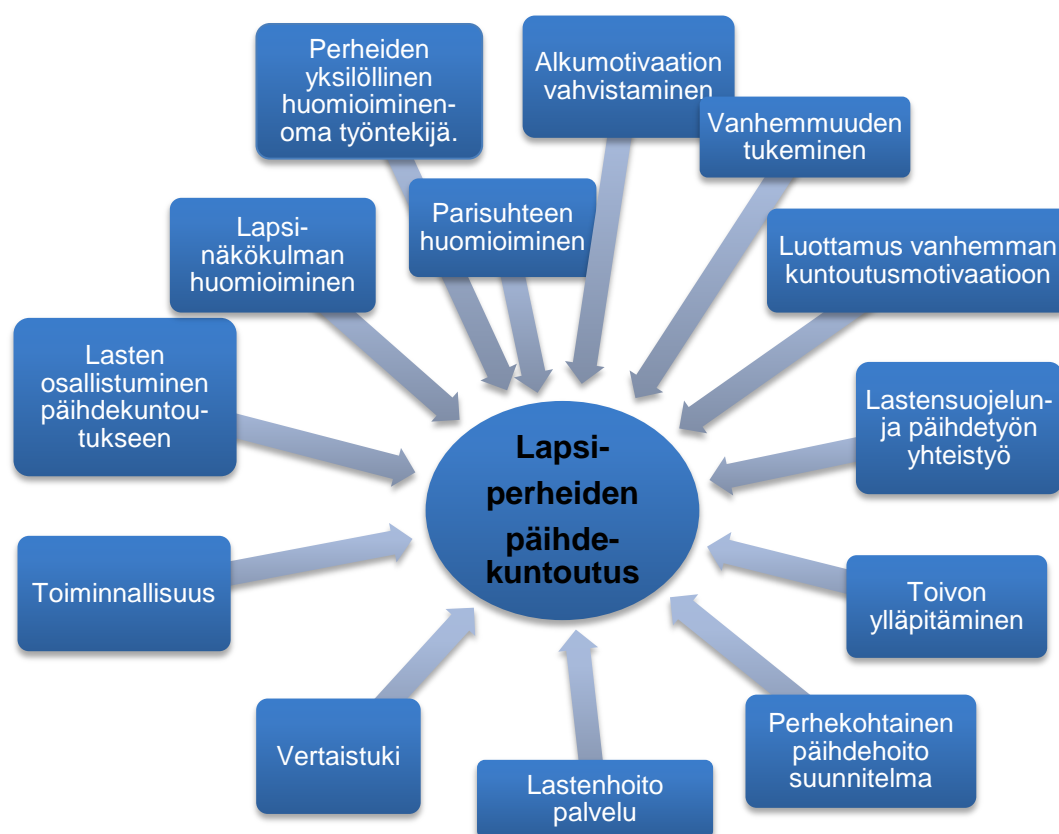 Perheiden
yksilöllinen
huomioiminen-
oma työntekijä.
Alkumotivaation
vahvistaminen
Vanhemmuuden
tukeminen
Parisuhteen
huomioiminen
Lapsi-
näkökulman
huomioiminen
Luottamus vanhemman
kuntoutusmotivaatioon
Lasten
osallistuminen
päihdekuntou-
tukseen
Lastensuojelun-
ja päihdetyön
yhteistyö
Lapsi-
perheiden
päihde-
kuntoutus
Toiminnallisuus
Toivon
ylläpitäminen
Vertaistuki
Perhekohtainen
päihdehoito
suunnitelma
Lastenhoito
palvelu